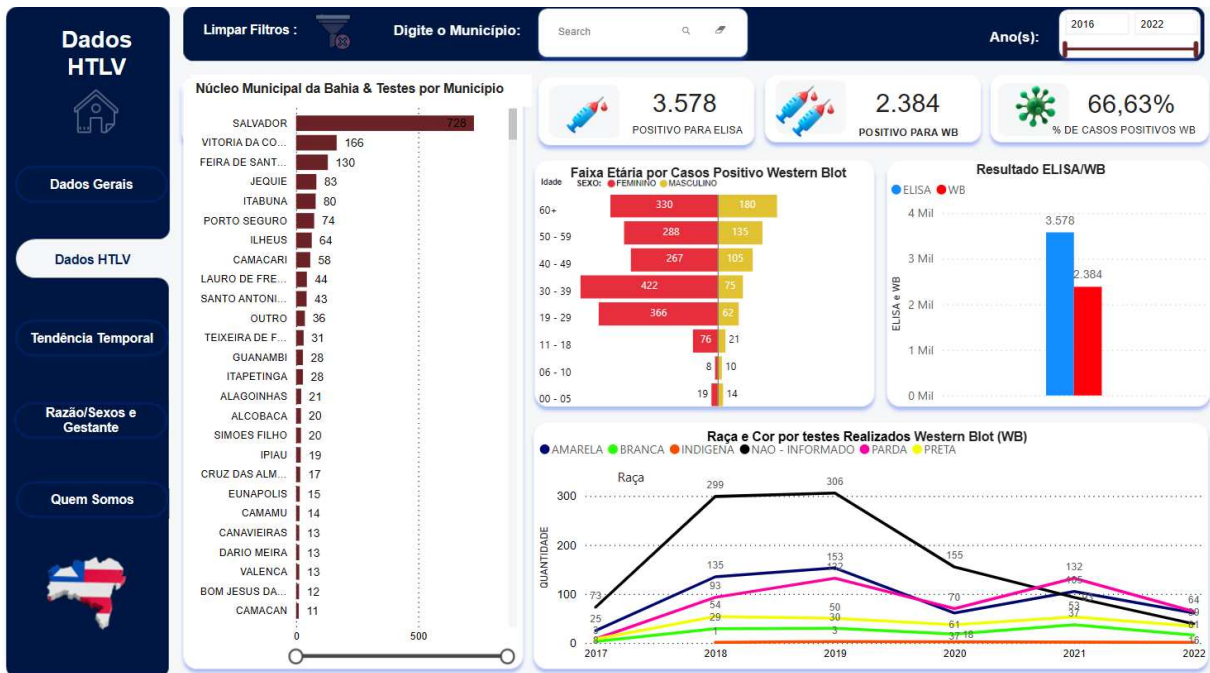 Dados
HTLV
Dados Gerais
Dados HTLV
Tendência Temporal
Razão/Sexos e
Gestante
Quem Somos
Limpar Filtros :
Digite o Município:
Search
Ano(s):
2016
2022
Núcleo Municipal da Bahia & Testes por Município
SALVADOR 728
VITORIA DA CO... 166
FEIRA DE SANT... 130
JEQUIE 83
ITABUNA 80
PORTO SEGURO 74
ILHEUS 64
CAMACARI 58
LAURO DE FRE... 44
SANTO ANTONI... 43
OUTRO 36
TEIXEIRA DE F... 31
GUANAMBI 28
ITAPETINGA 28
ALAGOINHAS 21
ALCOBACA 20
SIMOES FILHO 20
IPIAU 19
CRUZ DAS ALM... 17
EUNAPOLIS 15
CAMAMU 14
CANAVIEIRAS 13
DARIO MEIRA 13
VALENCA 13
BOM JESUS DA... 12
CAMACAN 11
0 500
3.578
POSITIVO PARA ELISA
2.384
POSITIVO PARA WB
66,63%
% DE CASOS POSITIVOS WB
Faixa Etária por Casos Positivo Western Blot
Idade SEXO: FEMININO MASCULINO
60+ 330 180
50 - 59 288 135
40 - 49 267 105
30 - 39 422 75
19 - 29 366 62
11 - 18 76 21
06 - 10 8 10
00 - 05 19 14
Resultado ELISA/WB
ELISA WB
ELISA e WB
4 Mil
3.578
3 Mil
2.384
2 Mil
1 Mil
0 Mil
Raça e Cor por testes Realizados Western Blot (WB)
AMARELA BRANCA INDIGENA NAO - INFORMADO PARDA PRETA
Raça
QUANTIDADE
300
200
100
0
73
25
8
299
135
93
54
29
1
306
153
132
50
30
3
155
70
61
37
18
132
105
53
37
64
16
2017 2018 2019 2020 2021 2022